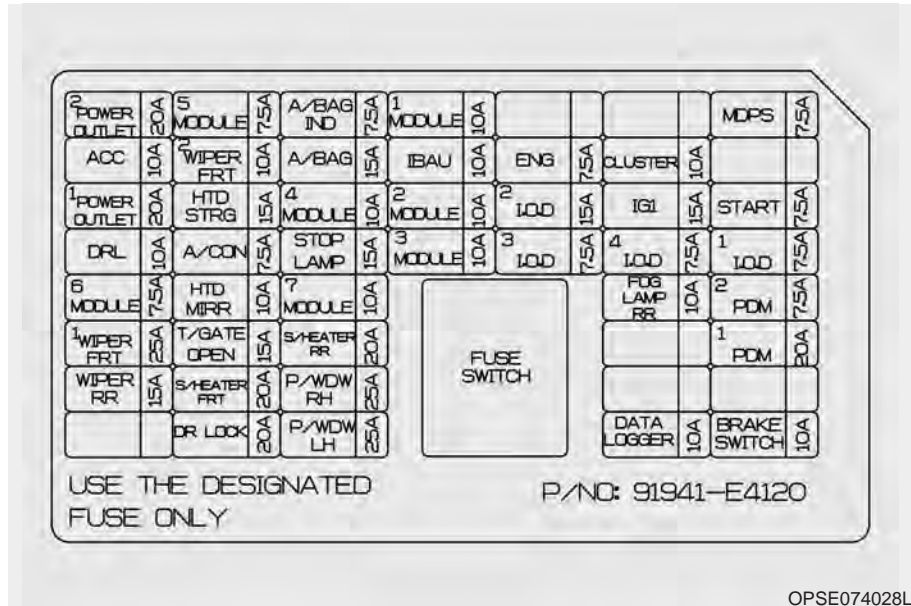 2 POWER OUTLET 20A 5 MODULE 7.5A A/BAG IND 7.5A 1 MODULE 10A MDPS 7.5A
ACC 10A 2 WIPER FRT 10A A/BAG 15A IBAU 10A ENG 7.5A CLUSTER 10A
1 POWER OUTLET 20A HTD STRG 15A 4 MODULE 10A 2 MODULE 10A 2 I.O.D 15A IG1 15A START 7.5A
DRL 10A A/CON 7.5A STOP LAMP 15A 3 MODULE 10A 3 I.O.D 7.5A 4 I.O.D 7.5A 1 I.O.D 7.5A
6 MODULE 7.5A HTD MIRR 10A 7 MODULE 10A FOG LAMP RR 10A 2 PDM 7.5A
1 WIPER FRT 25A T/GATE OPEN 15A S/HEATER RR 20A FUSE SWITCH 1 PDM 20A
WIPER RR 15A S/HEATER FRT 20A P/WDW RH 25A
DR LOCK 20A P/WDW LH 25A DATA LOGGER 10A BRAKE SWITCH 10A
USE THE DESIGNATED FUSE ONLY
P/NO: 91941-E4120
OPSE074028L